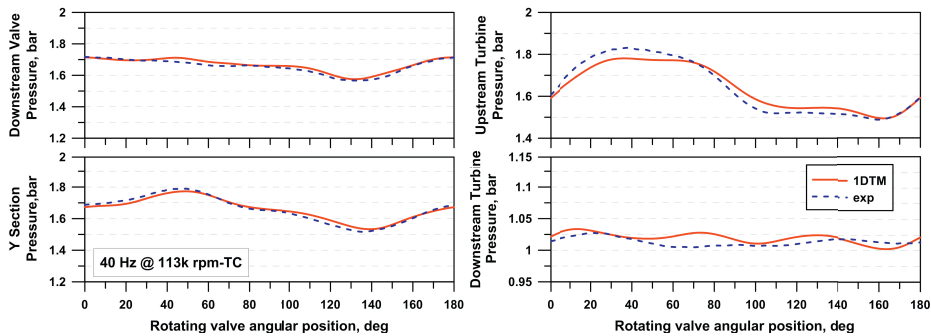 Downstream Valve
Pressure, bar
2
1.8
1.6
1.4
1.2
Upstream Turbine
Pressure, bar
2
1.8
1.6
1.4
Y Section
Pressure,bar
2
1.8
1.6
1.4
1.2
40 Hz @ 113k rpm-TC
0 20 40 60 80 100 120 140 160 180
Rotating valve angular position, deg
Downstream Turbine
Pressure, bar
1.15
1.1
1.05
1
0.95
1DTM
exp
0 20 40 60 80 100 120 140 160 180
Rotating valve angular position, deg